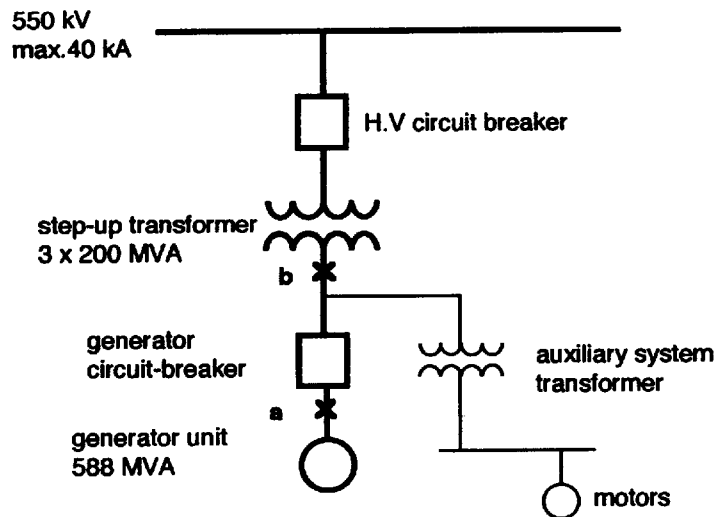 550 kV
max.40 kA
H.V circuit breaker
step-up transformer
3 x 200 MVA
b
generator
circuit-breaker
auxiliary system
transformer
a
generator unit
588 MVA
motors